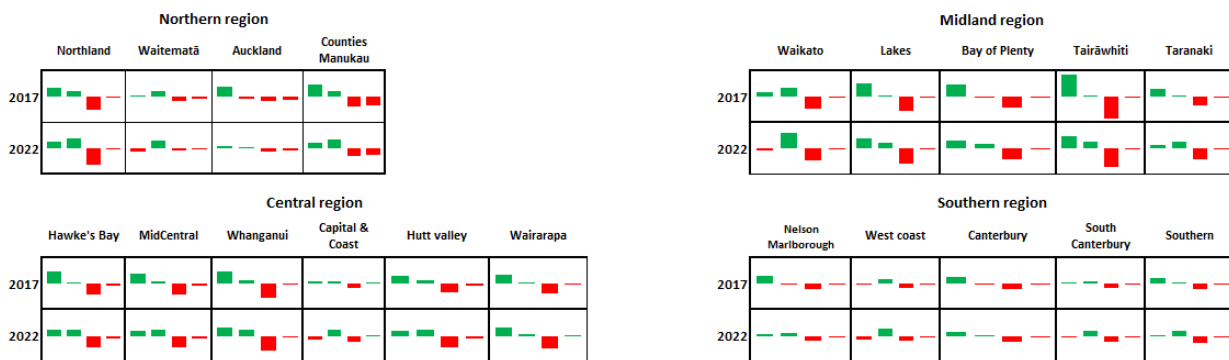 Northern region
Northland Waitematā Auckland Counties
Manukau
2017
2022
Midland region
Waikato Lakes Bay of Plenty Tairāwhiti Taranaki
2017
2022
Central region
Hawke's Bay MidCentral Whanganui Capital &
Coast Hutt valley Wairarapa
2017
2022
Southern region
Nelson
Marlborough West coast Canterbury South
Canterbury Southern
2017
2022